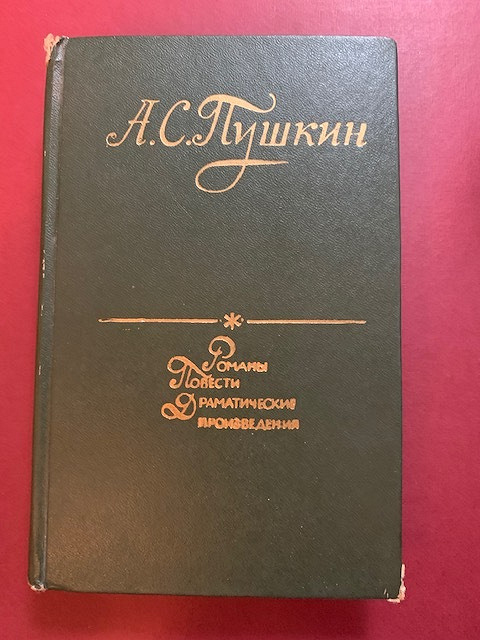 А.С.Пушкин
Романы
Повести
Драматические
произведения